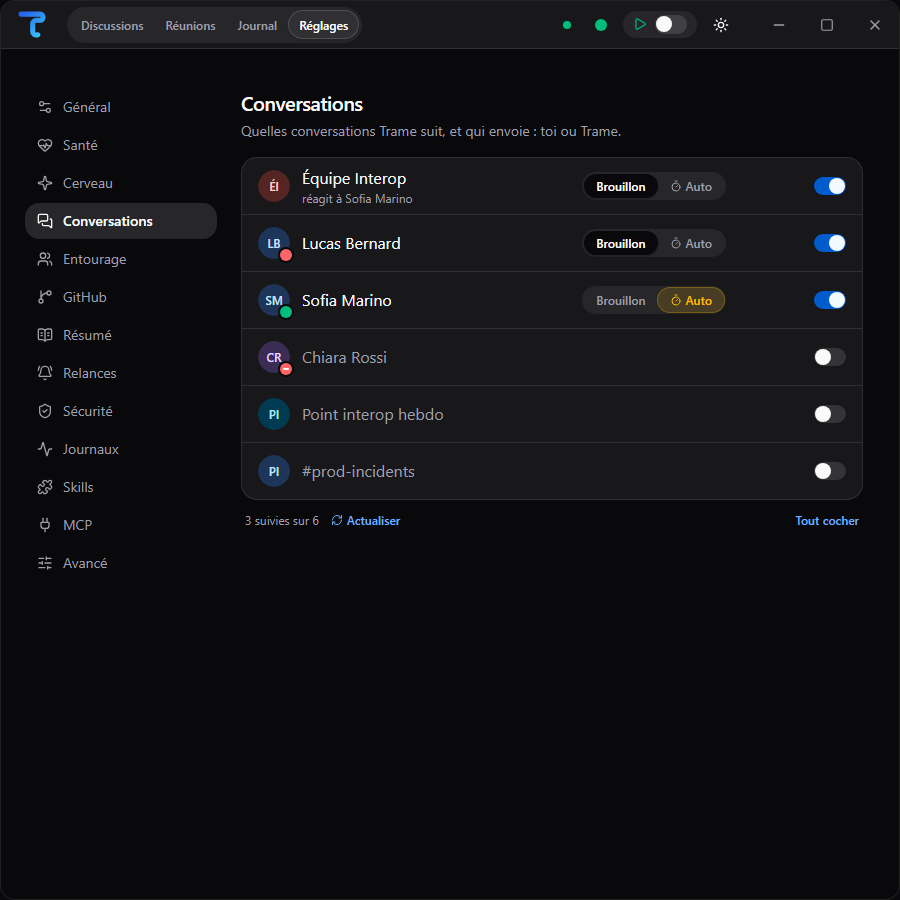 Discussions Réunions Journal Réglages
Général
Santé
Cerveau
Conversations
Entourage
GitHub
Résumé
Relances
Sécurité
Journaux
Skills
MCP
Avancé
Conversations
Quelles conversations Trame suit, et qui envoie : toi ou Trame.
ÉI Équipe Interop Brouillon Auto
réagit à Sofia Marino
LB Lucas Bernard Brouillon Auto
SM Sofia Marino Brouillon Auto
CR Chiara Rossi
PI Point interop hebdo
PI #prod-incidents
3 suivies sur 6 Actualiser Tout cocher